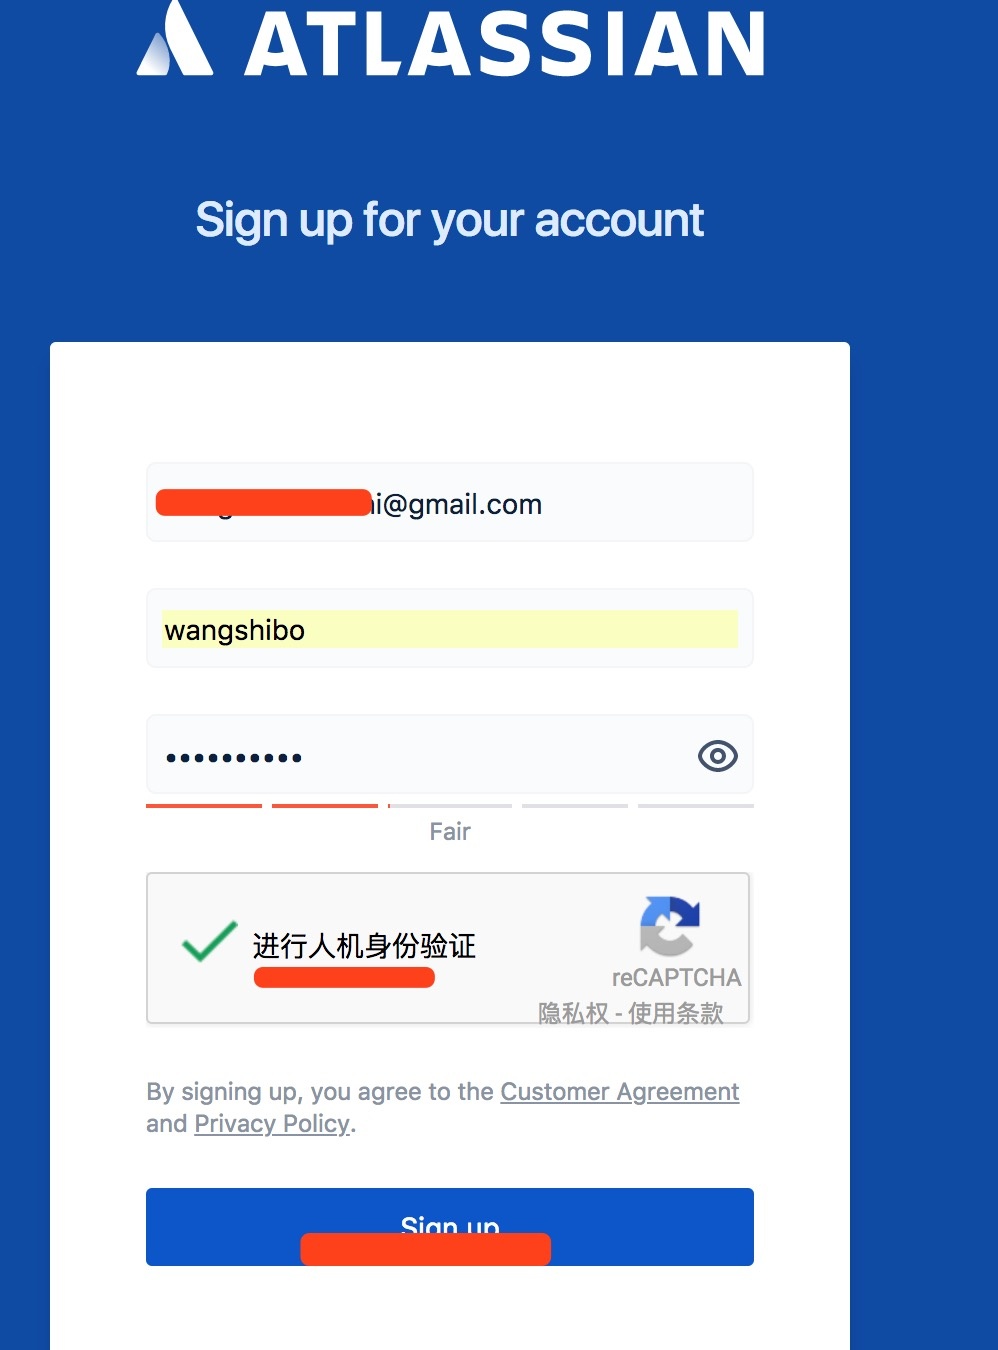 ATLASSIAN
Sign up for your account
i@gmail.com
wangshibo
••••••••••
Fair
进行人机身份验证
reCAPTCHA
隐私权 - 使用条款
By signing up, you agree to the Customer Agreement
and Privacy Policy.
Sign up